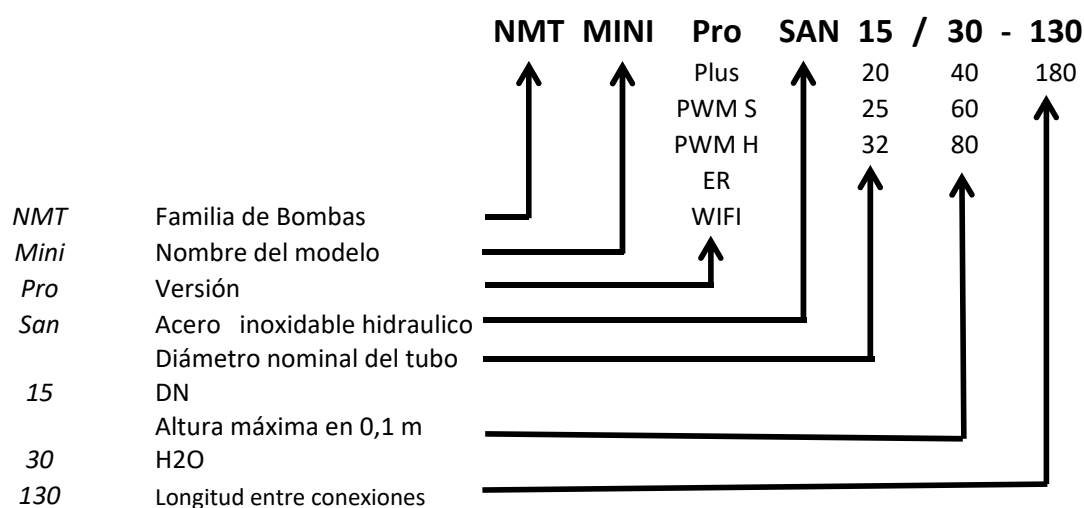 NMT MINI Pro SAN 15 / 30 - 130
Plus 20 40 180
PWM S 25 60
PWM H 32 80
ER
WIFI
NMT Familia de Bombas
Mini Nombre del modelo
Pro Versión
San Acero inoxidable hidraulico
Diámetro nominal del tubo
15 DN
Altura máxima en 0,1 m
30 H2O
130 Longitud entre conexiones